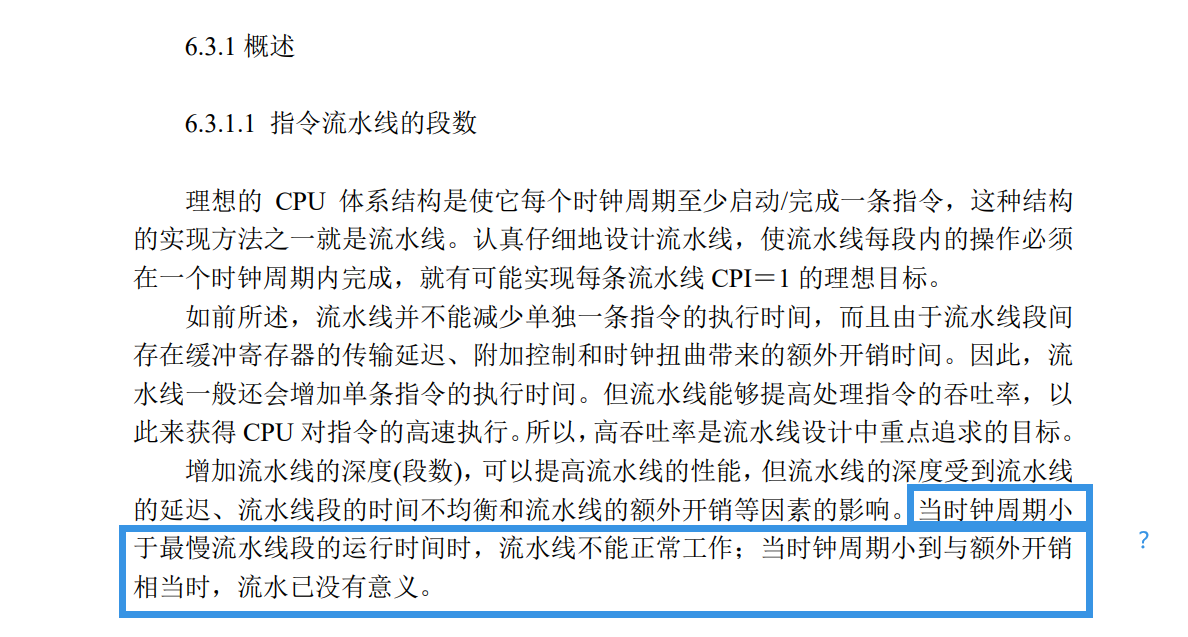 6.3.1 概述
6.3.1.1 指令流水线的段数
理想的 CPU 体系结构是使它每个时钟周期至少启动/完成一条指令，这种结构
的实现方法之一就是流水线。认真仔细地设计流水线，使流水线每段内的操作必须
在一个时钟周期内完成，就有可能实现每条流水线 CPI＝1 的理想目标。
如前所述，流水线并不能减少单独一条指令的执行时间，而且由于流水线段间
存在缓冲寄存器的传输延迟、附加控制和时钟扭曲带来的额外开销时间。因此，流
水线一般还会增加单条指令的执行时间。但流水线能够提高处理指令的吞吐率，以
此来获得 CPU 对指令的高速执行。所以，高吞吐率是流水线设计中重点追求的目标。
增加流水线的深度(段数)，可以提高流水线的性能，但流水线的深度受到流水线
的延迟、流水线段的时间不均衡和流水线的额外开销等因素的影响。当时钟周期小
于最慢流水线段的运行时间时，流水线不能正常工作；当时钟周期小到与额外开销
?
相当时，流水已没有意义。